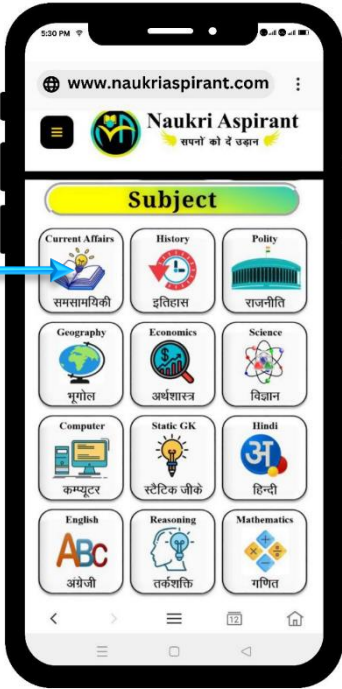 5:30 PM
www.naukriaspirant.com
Naukri Aspirant
सपनों को दें उड़ान
Subject
Current Affairs
समसामयिकी
History
इतिहास
Polity
राजनीति
Geography
भूगोल
Economics
अर्थशास्त्र
Science
विज्ञान
Computer
कम्प्यूटर
Static GK
स्टैटिक जीके
Hindi
अ
हिन्दी
English
ABC
अंग्रेजी
Reasoning
तर्कशक्ति
Mathematics
गणित
12